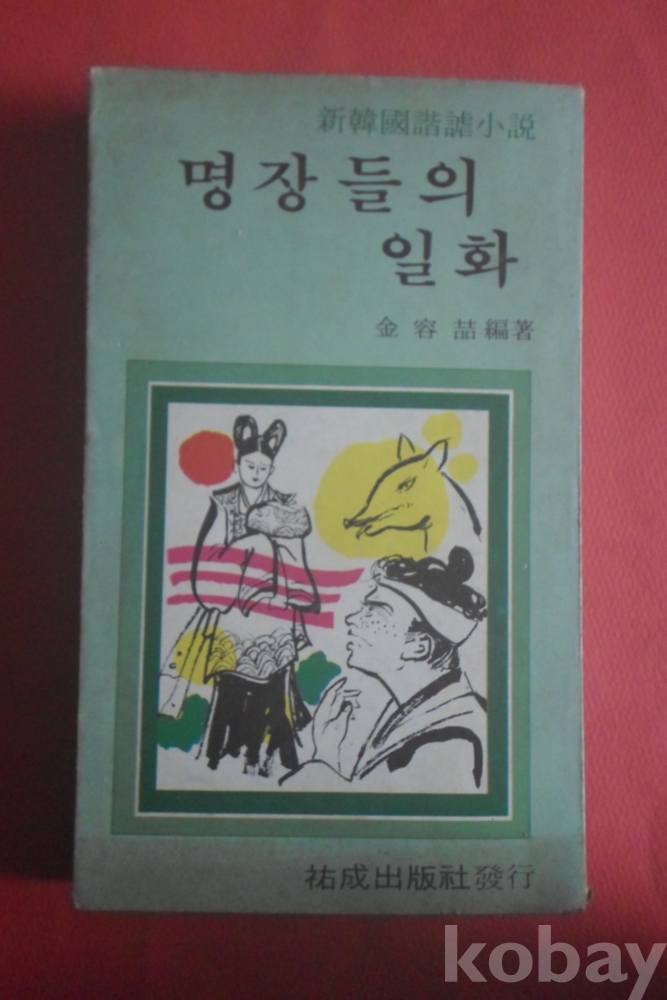 新韓國諧謔小説
명장들의
일화
金容喆編著
祐成出版社發行
kobay